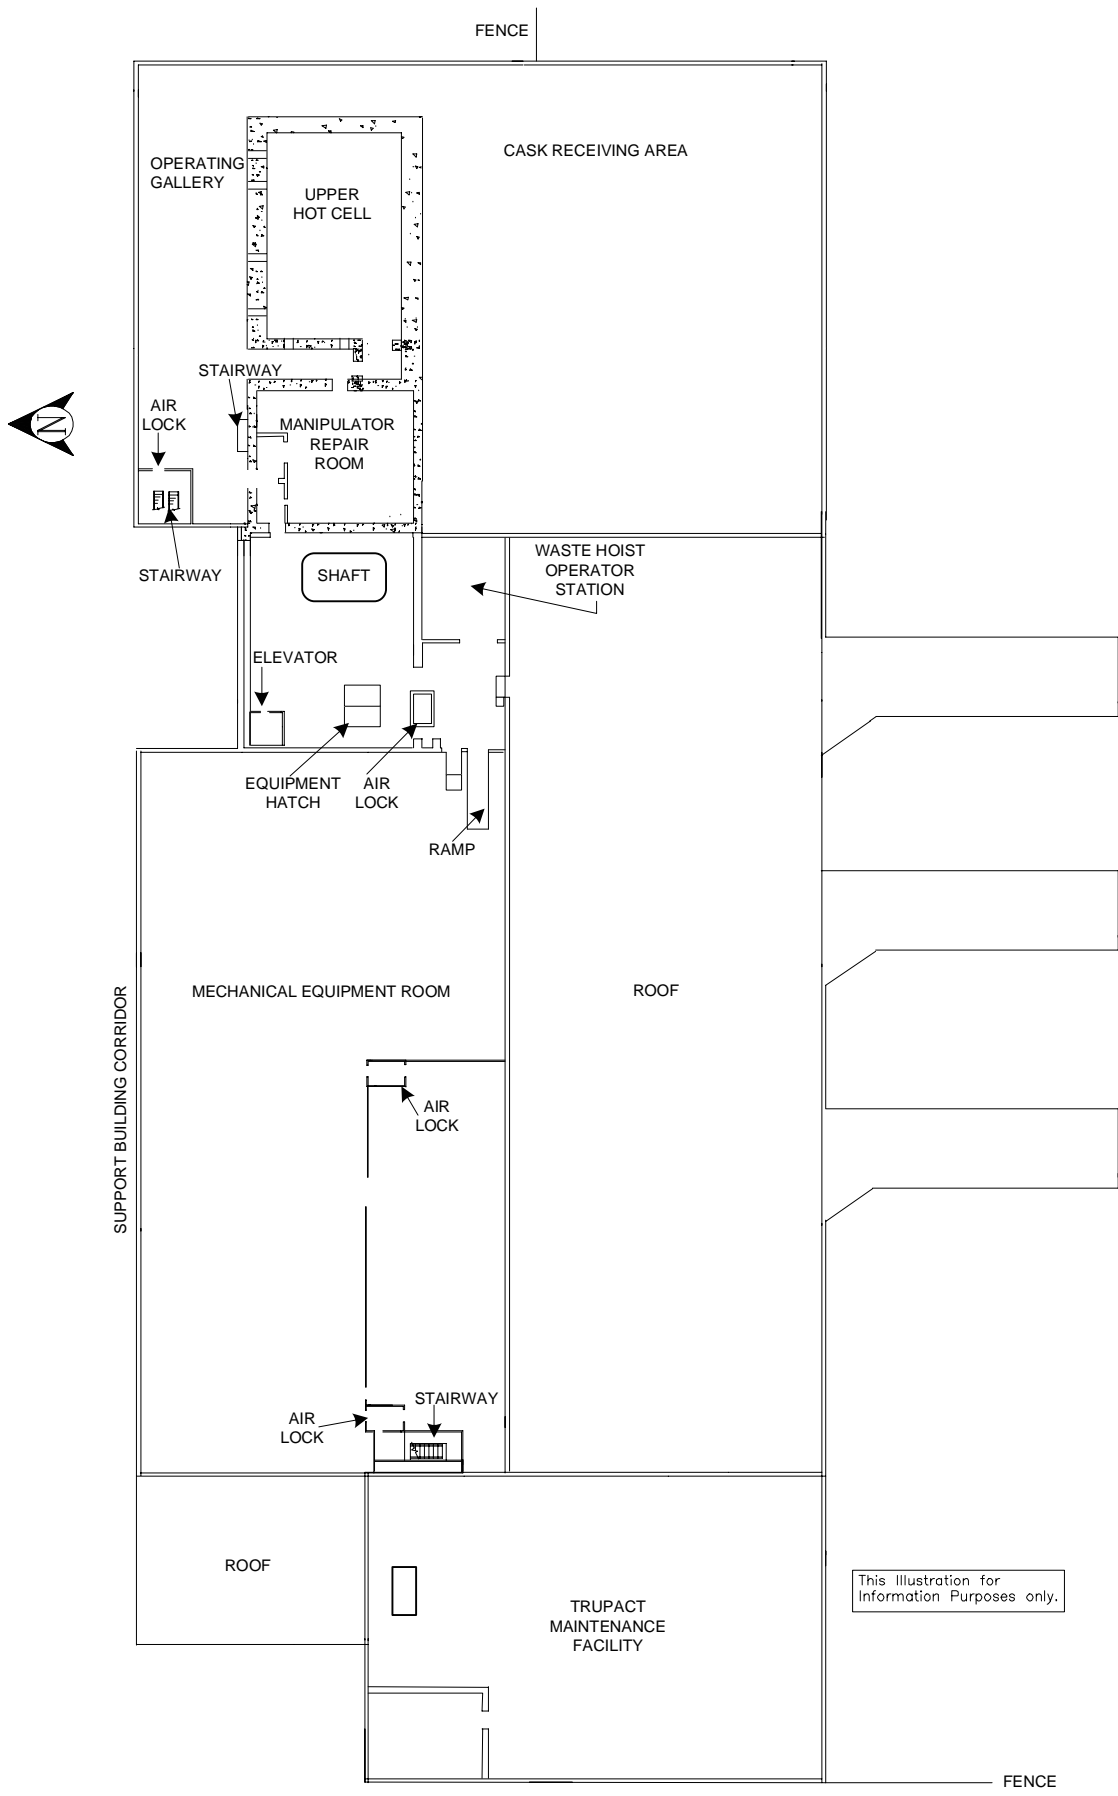 FENCE
CASK RECEIVING AREA
OPERATING
GALLERY
UPPER
HOT CELL
STAIRWAY
AIR
LOCK
N
MANIPULATOR
REPAIR
ROOM
WASTE HOIST
OPERATOR
STATION
STAIRWAY
SHAFT
ELEVATOR
EQUIPMENT
HATCH
AIR
LOCK
RAMP
MECHANICAL EQUIPMENT ROOM
ROOF
SUPPORT BUILDING CORRIDOR
AIR
LOCK
STAIRWAY
AIR
LOCK
ROOF
This Illustration for
Information Purposes only.
TRUPACT
MAINTENANCE
FACILITY
FENCE